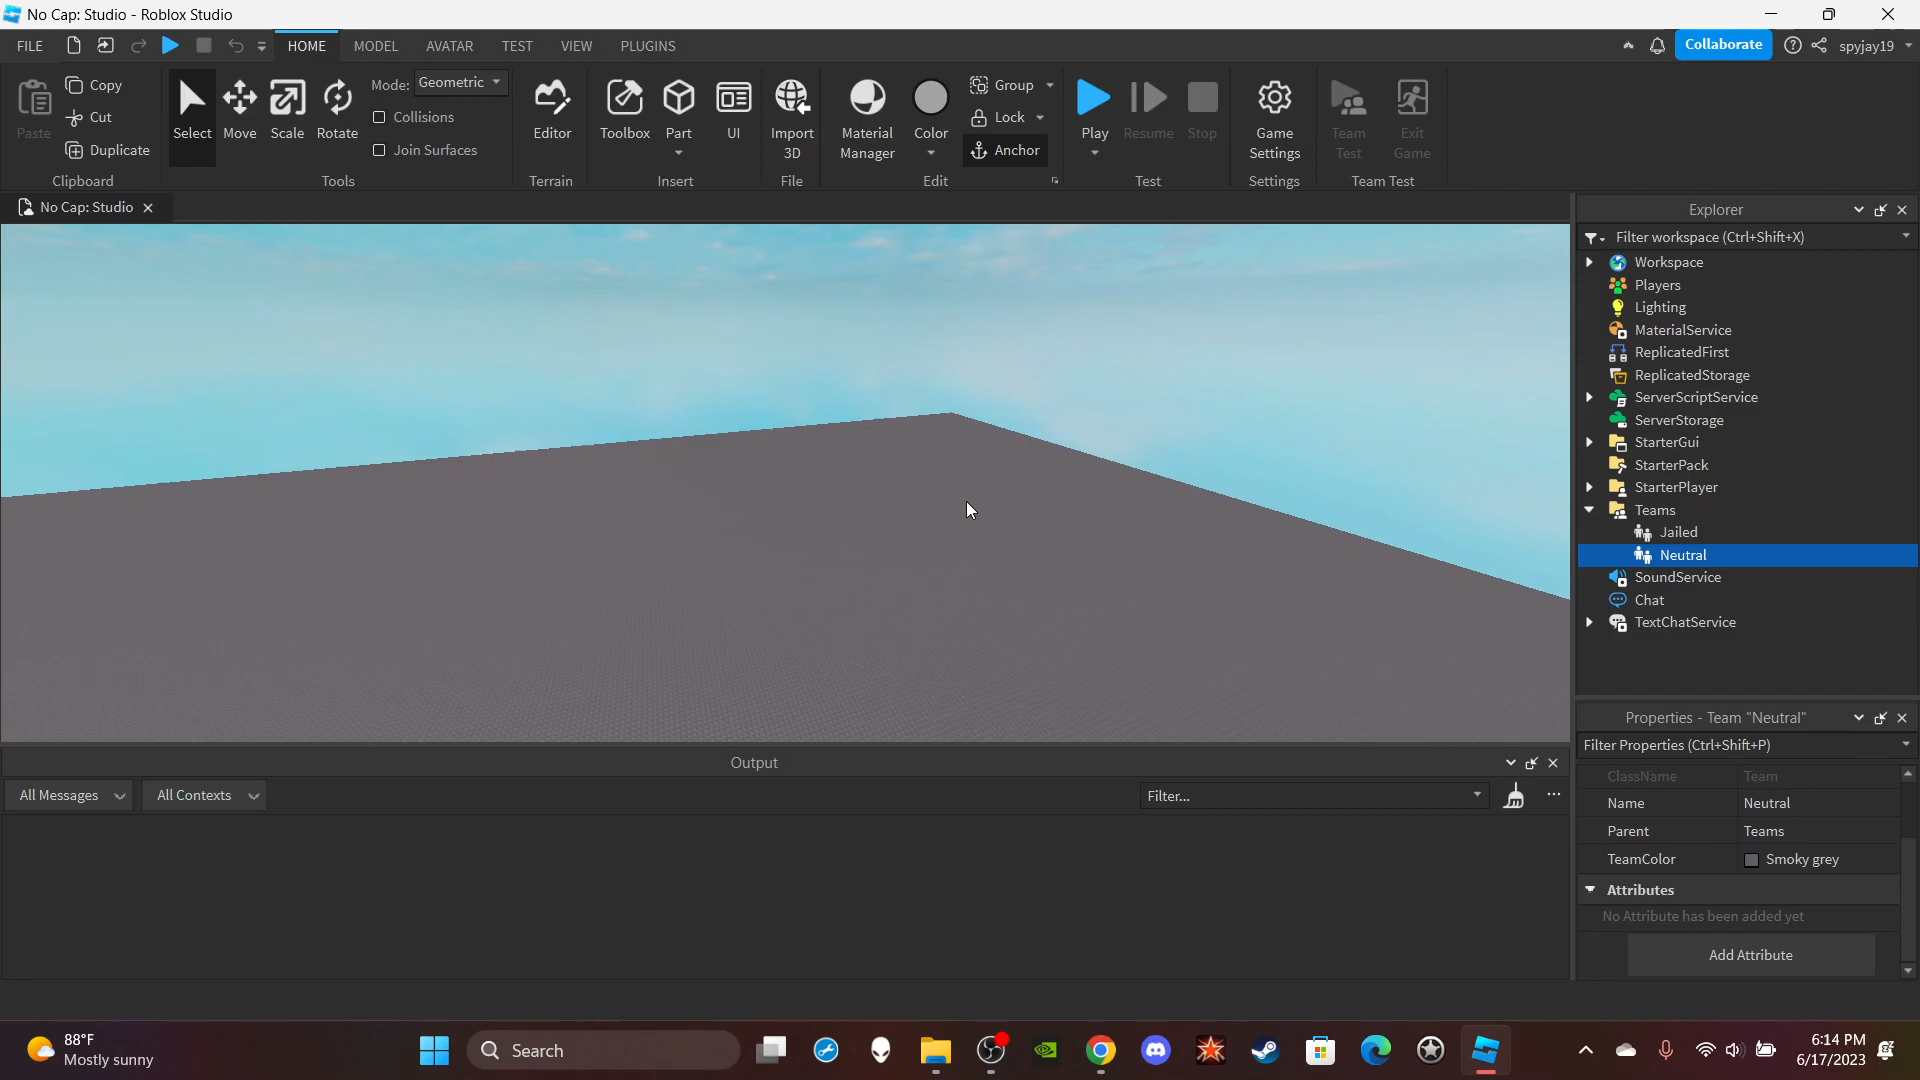 No Cap: Studio - Roblox Studio
FILE HOME MODEL AVATAR TEST VIEW PLUGINS Collaborate spyjay19
Paste Copy Cut Duplicate
Clipboard
Select Move Scale Rotate
Mode: Geometric
Collisions
Join Surfaces
Tools
Editor
Terrain
Toolbox Part UI
Insert
Import
3D
File
Material
Manager
Color
Group
Lock
Anchor
Edit
Play Resume Stop
Test
Game
Settings
Settings
Team
Test
Exit
Game
Team Test
No Cap: Studio
Explorer
Filter workspace (Ctrl+Shift+X)
Workspace
Players
Lighting
MaterialService
ReplicatedFirst
ReplicatedStorage
ServerScriptService
ServerStorage
StarterGui
StarterPack
StarterPlayer
Teams
Jailed
Neutral
SoundService
Chat
TextChatService
Properties - Team "Neutral"
Filter Properties (Ctrl+Shift+P)
ClassName Team
Name Neutral
Parent Teams
TeamColor Smoky grey
Attributes
No Attribute has been added yet
Add Attribute
Output
All Messages All Contexts Filter...
88°F
Mostly sunny
Search
6:14 PM
6/17/2023